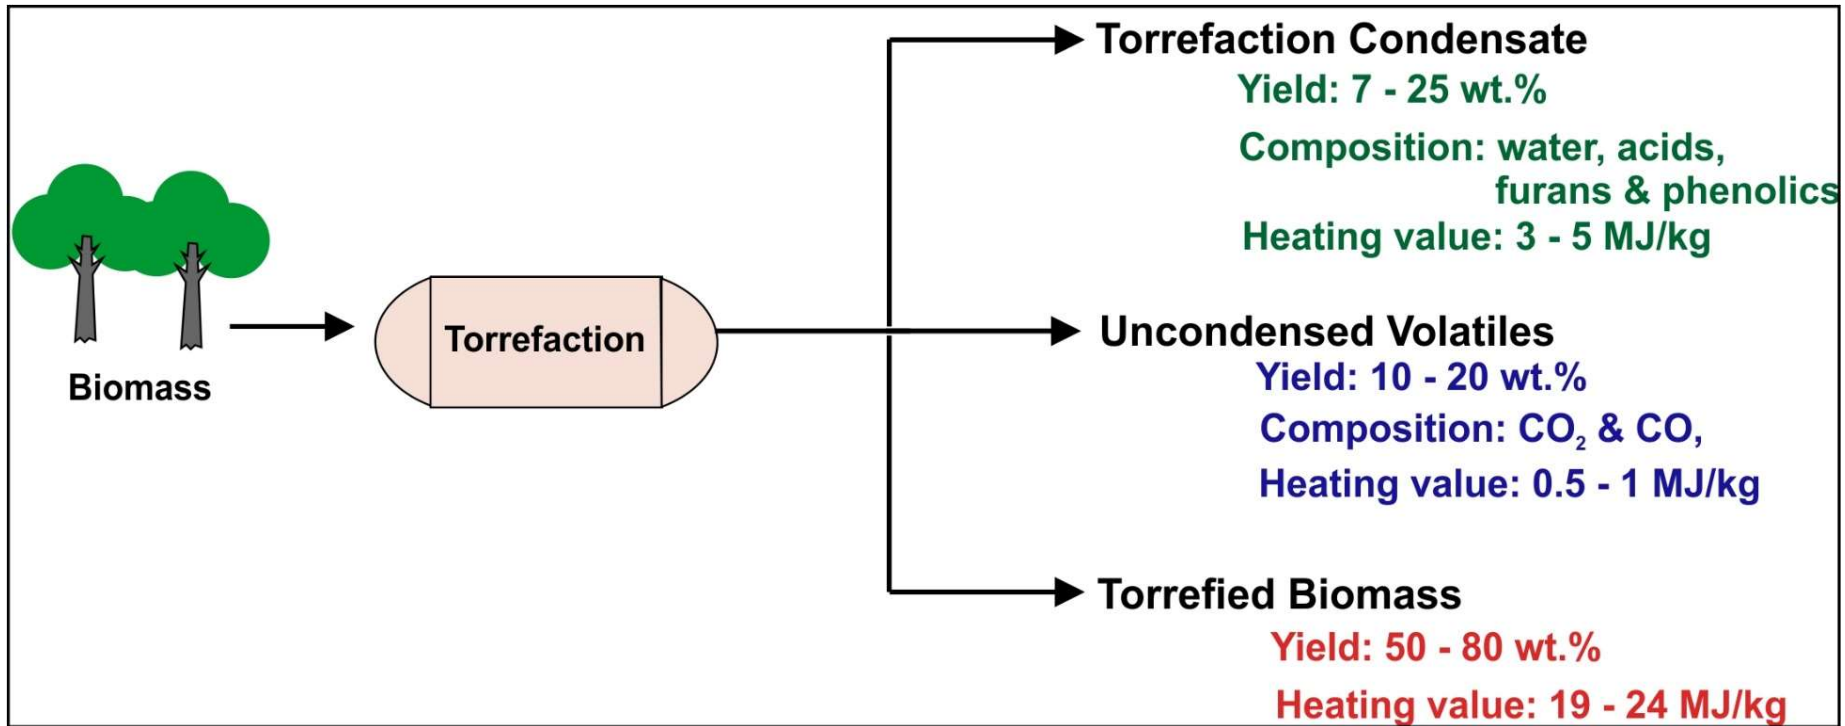 Biomass
Torrefaction
Torrefaction Condensate
Yield: 7 - 25 wt.%
Composition: water, acids,
furans & phenolics
Heating value: 3 - 5 MJ/kg
Uncondensed Volatiles
Yield: 10 - 20 wt.%
Composition: CO₂ & CO,
Heating value: 0.5 - 1 MJ/kg
Torrefied Biomass
Yield: 50 - 80 wt.%
Heating value: 19 - 24 MJ/kg